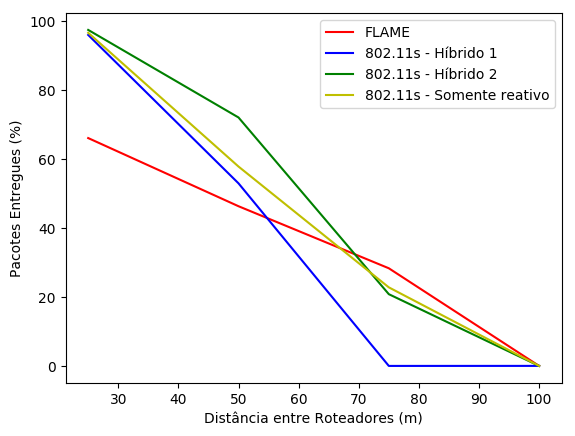 FLAME
802.11s - Híbrido 1
802.11s - Híbrido 2
802.11s - Somente reativo
Pacotes Entregues (%)
100
80
60
40
20
0
30 40 50 60 70 80 90 100
Distância entre Roteadores (m)